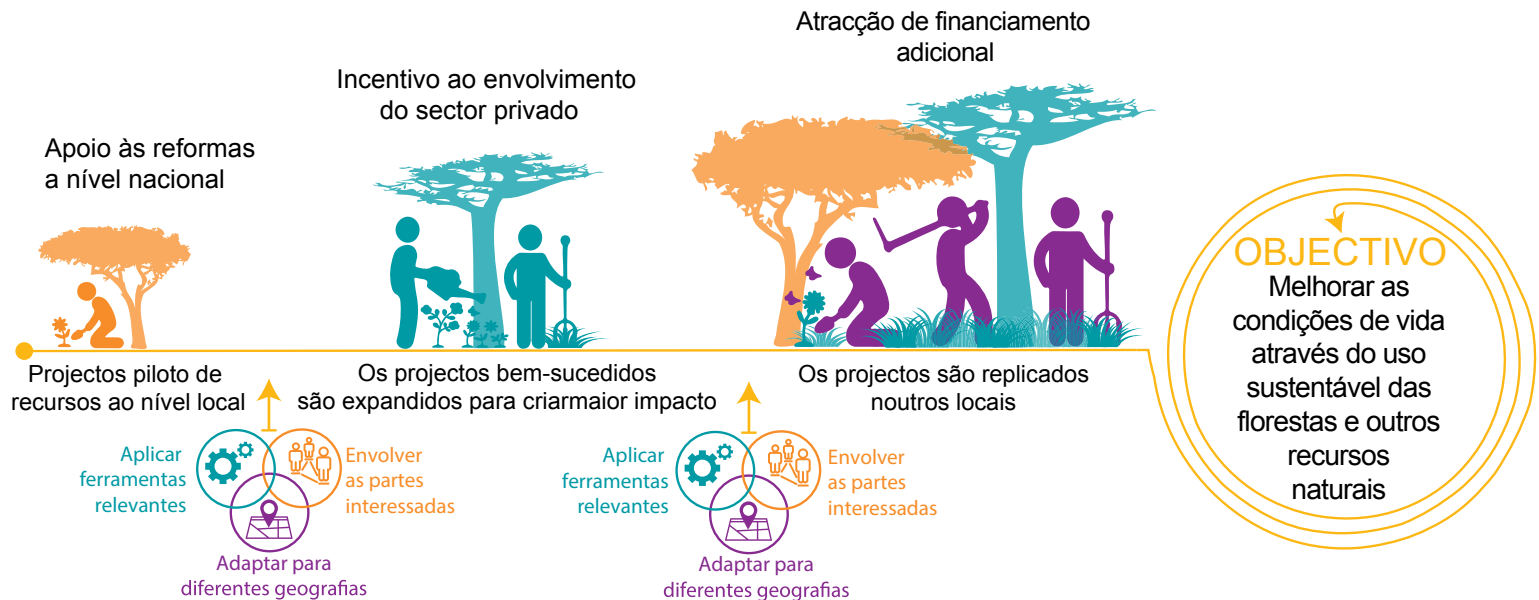 Apoio às reformas
a nível nacional
Incentivo ao envolvimento
do sector privado
Atracção de financiamento
adicional
Projectos piloto de
recursos ao nível local
Os projectos bem-sucedidos
são expandidos para criarmaior impacto
Os projectos são replicados
noutros locais
Aplicar
ferramentas
relevantes
Envolver
as partes
interessadas
Adaptar para
diferentes geografias
Aplicar
ferramentas
relevantes
Envolver
as partes
interessadas
Adaptar para
diferentes geografias
OBJECTIVO
Melhorar as
condições de vida
através do uso
sustentável das
florestas e outros
recursos
naturais